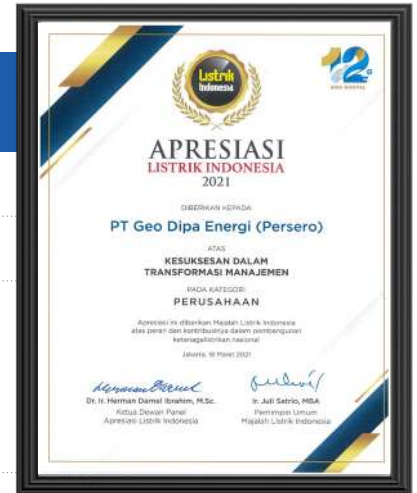 Listrik
Indonesia
12
APRESIASI
LISTRIK INDONESIA
2021
DIBERIKAN KEPADA
PT Geo Dipa Energi (Persero)
ATAS
KESUKSESAN DALAM
TRANSFORMASI MANAJEMEN
PADA KATEGORI
PERUSAHAAN
Apresiasi ini diberikan Majalah Listrik Indonesia
atas peran dan kontribusinya dalam pembangunan
ketenagalistrikan nasional
Jakarta, 18 Maret 2021
Dr. Ir. Herman Darnel Ibrahim, M.Sc.
Ketua Dewan Panel
Apresiasi Listrik Indonesia
Ir. Juli Satrio, MBA
Pemimpin Umum
Majalah Listrik Indonesia